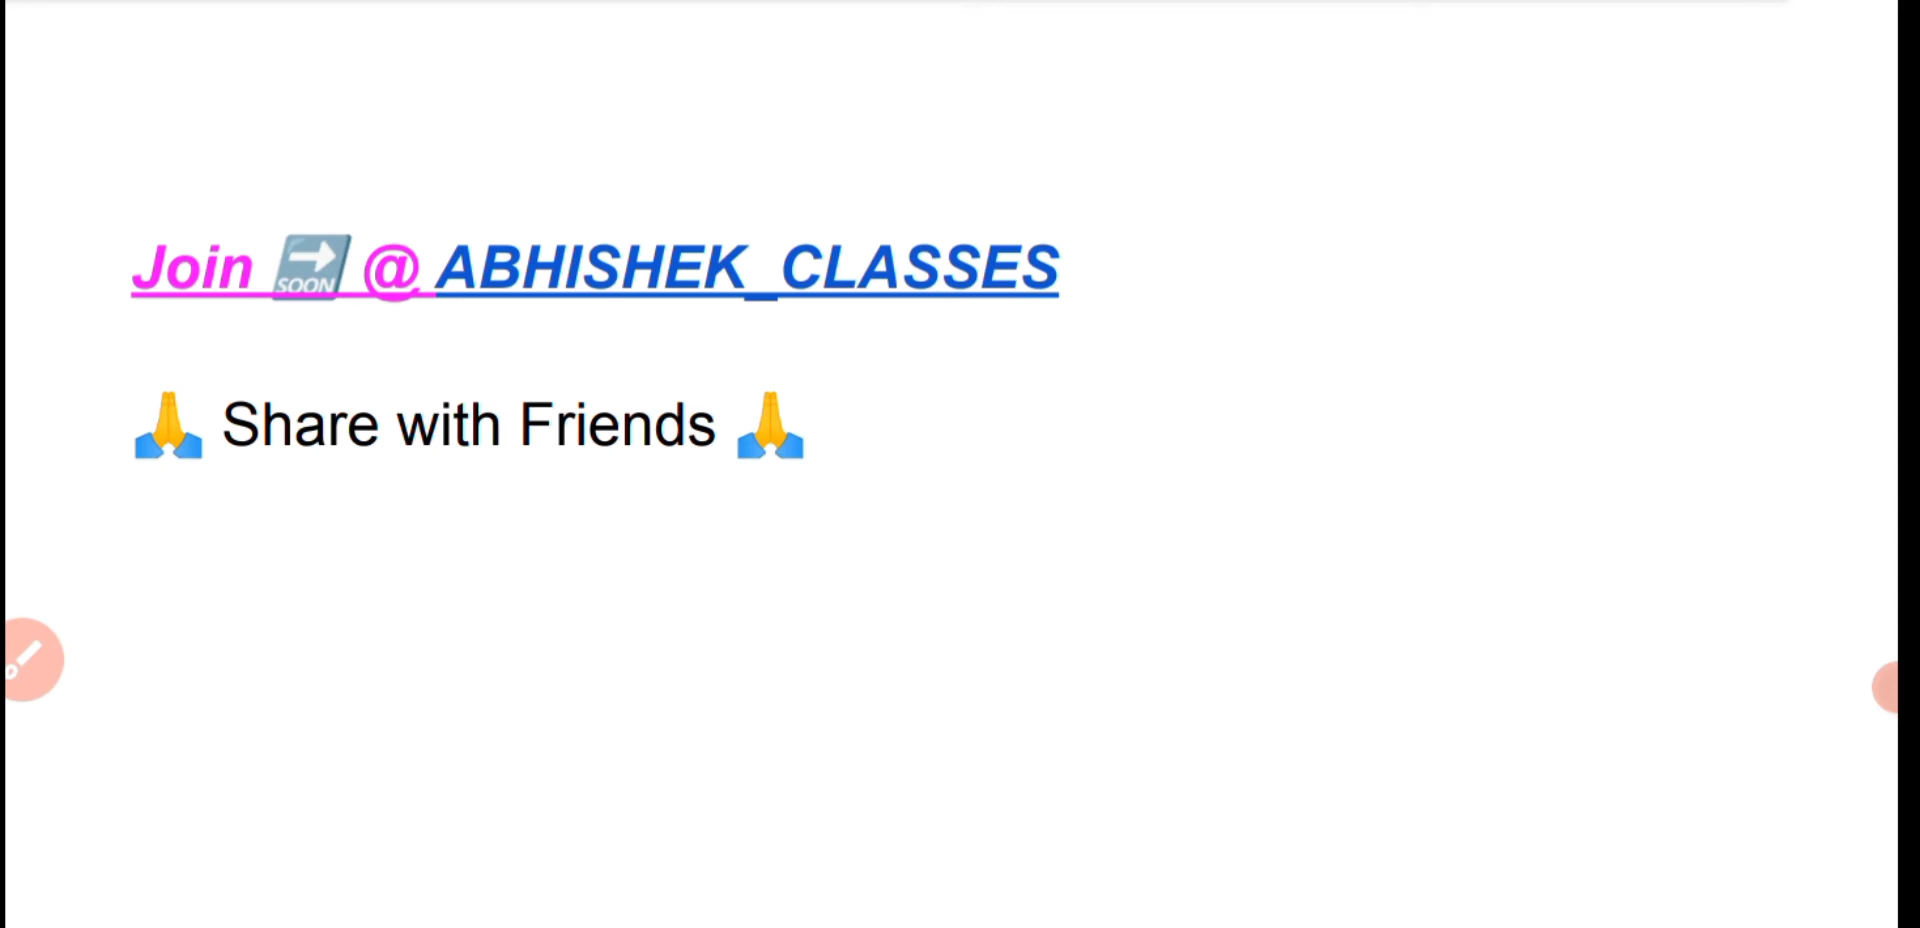 Join 🔜 @ ABHISHEK_CLASSES
🙏 Share with Friends 🙏